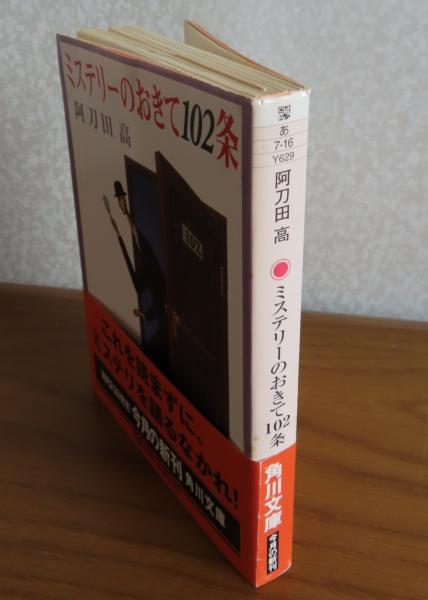 ミステリーのおきて102条
阿刀田 高
102
これを読まずに、
ミステリを語るなかれ!
今月の新刊 角川文庫
あ
7-16
Y629
阿刀田 高
ミステリーのおきて102条
角川文庫
今月の新刊